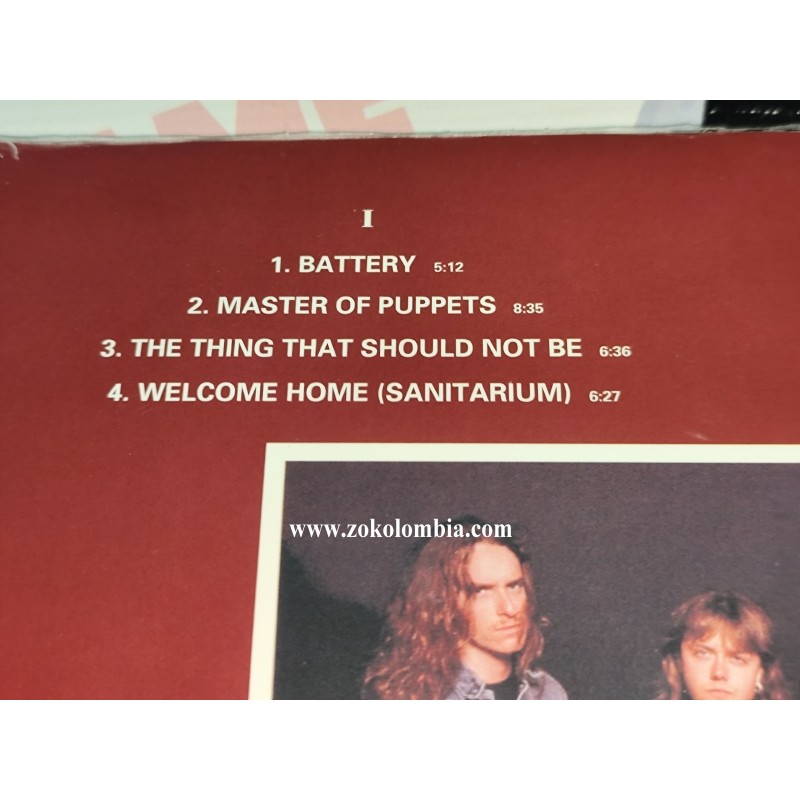 ME
I
1. BATTERY 5:12
2. MASTER OF PUPPETS 8:35
3. THE THING THAT SHOULD NOT BE 6:36
4. WELCOME HOME (SANITARIUM) 6:27
www.zokolombia.com